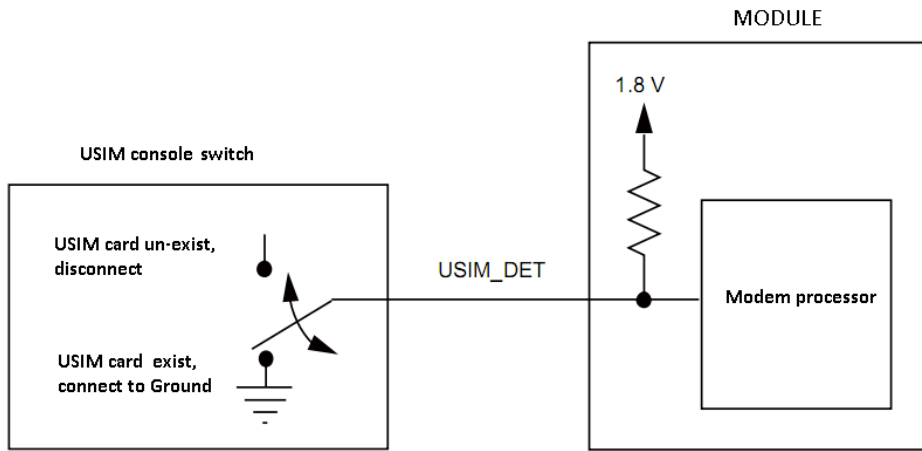 MODULE
1.8 V
USIM console switch
USIM card un-exist,
disconnect
USIM_DET
Modem processor
USIM card exist,
connect to Ground